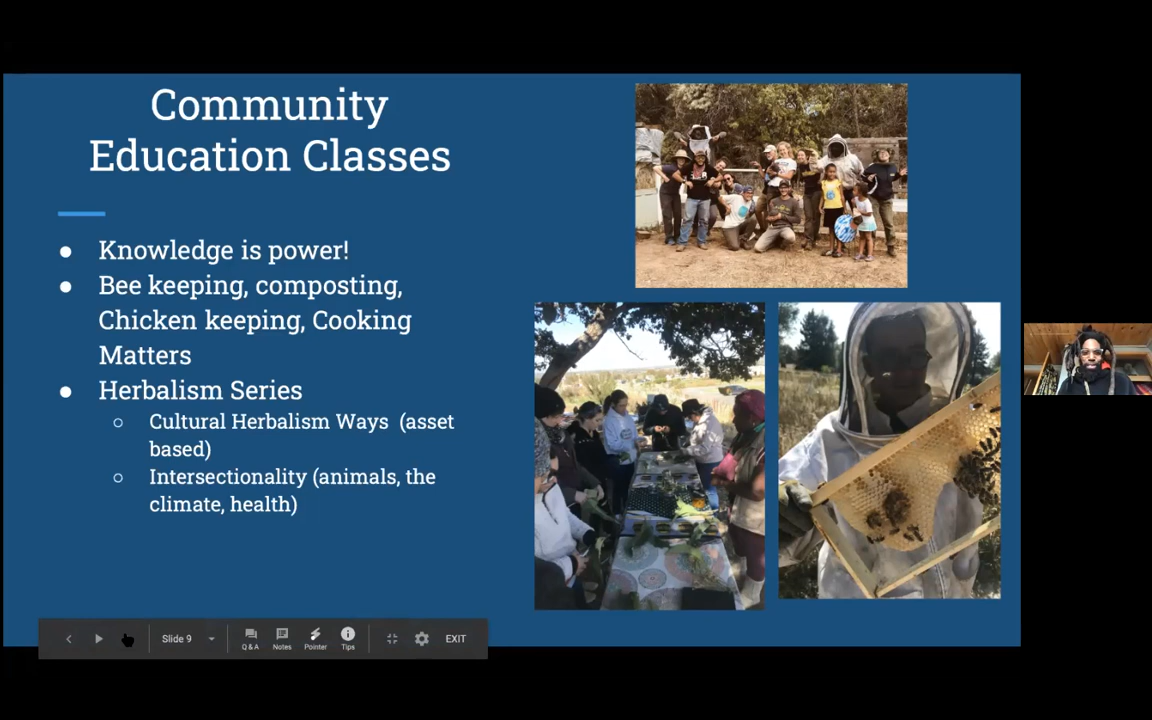 Community
Education Classes
● Knowledge is power!
● Bee keeping, composting,
Chicken keeping, Cooking
Matters
● Herbalism Series
○ Cultural Herbalism Ways (asset
based)
○ Intersectionality (animals, the
climate, health)
Slide 9
Q & A
Notes
Pointer
Tips
EXIT